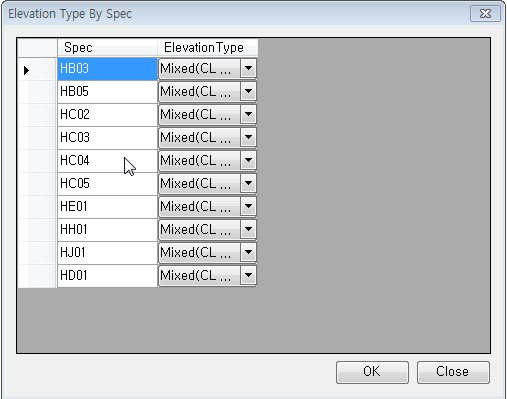 Elevation Type By Spec
Spec ElevationType
HB03 Mixed(CL ...
HB05 Mixed(CL ...
HC02 Mixed(CL ...
HC03 Mixed(CL ...
HC04 Mixed(CL ...
HC05 Mixed(CL ...
HE01 Mixed(CL ...
HH01 Mixed(CL ...
HJ01 Mixed(CL ...
HD01 Mixed(CL ...
OK Close